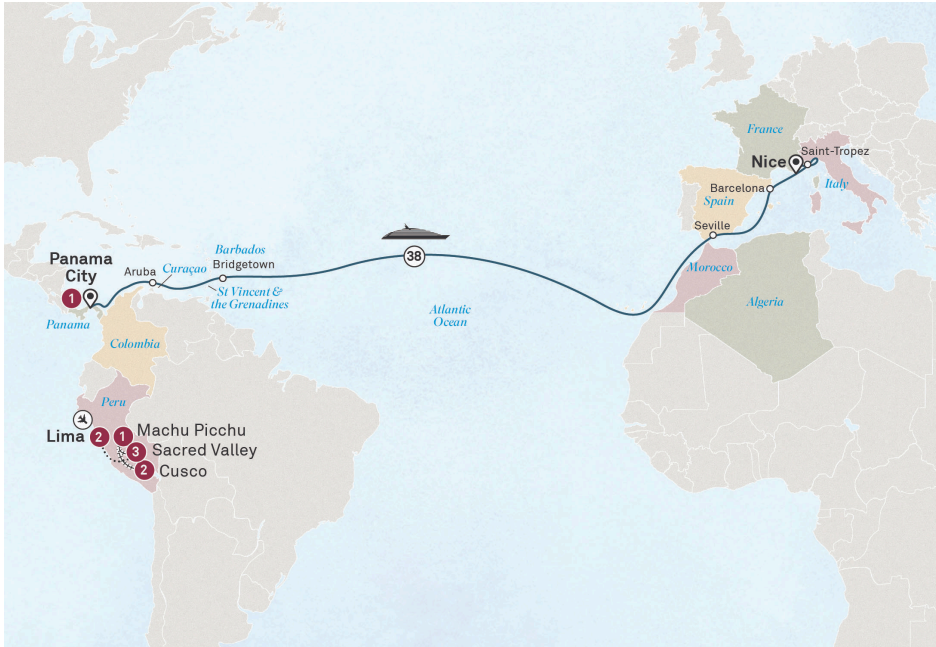 France
Nice
Saint-Tropez
Italy
Barcelona
Spain
Seville
Morocco
Algeria
38
Barbados
Bridgetown
Curaçao
St Vincent &
the Grenadines
Aruba
Panama
City
1
Panama
Atlantic
Ocean
Colombia
Peru
Lima
2
1
Machu Picchu
3
Sacred Valley
2
Cusco